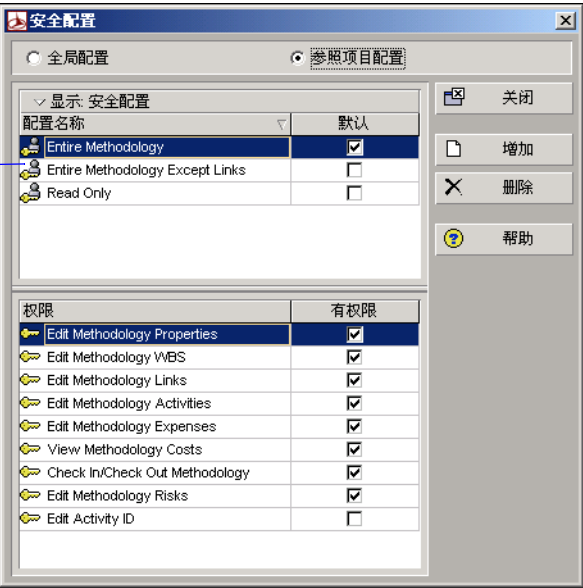 安全配置
全局配置
参照项目配置
显示: 安全配置
配置名称 默认
Entire Methodology
Entire Methodology Except Links
Read Only
关闭
增加
删除
帮助
权限 有权限
Edit Methodology Properties
Edit Methodology WBS
Edit Methodology Links
Edit Methodology Activities
Edit Methodology Expenses
View Methodology Costs
Check In/Check Out Methodology
Edit Methodology Risks
Edit Activity ID